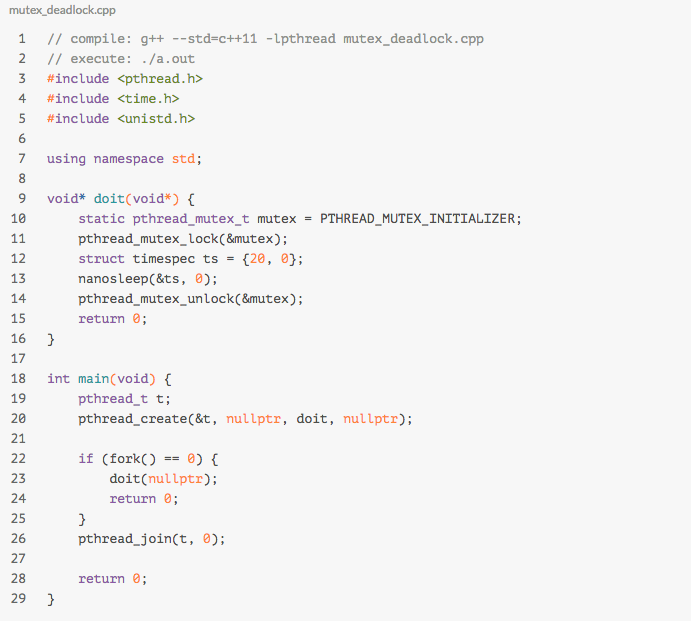 mutex_deadlock.cpp
1 // compile: g++ --std=c++11 -lpthread mutex_deadlock.cpp
2 // execute: ./a.out
3 #include <pthread.h>
4 #include <time.h>
5 #include <unistd.h>
6
7 using namespace std;
8
9 void* doit(void*) {
10     static pthread_mutex_t mutex = PTHREAD_MUTEX_INITIALIZER;
11     pthread_mutex_lock(&mutex);
12     struct timespec ts = {20, 0};
13     nanosleep(&ts, 0);
14     pthread_mutex_unlock(&mutex);
15     return 0;
16 }
17
18 int main(void) {
19     pthread_t t;
20     pthread_create(&t, nullptr, doit, nullptr);
21
22     if (fork() == 0) {
23         doit(nullptr);
24         return 0;
25     }
26     pthread_join(t, 0);
27
28     return 0;
29 }